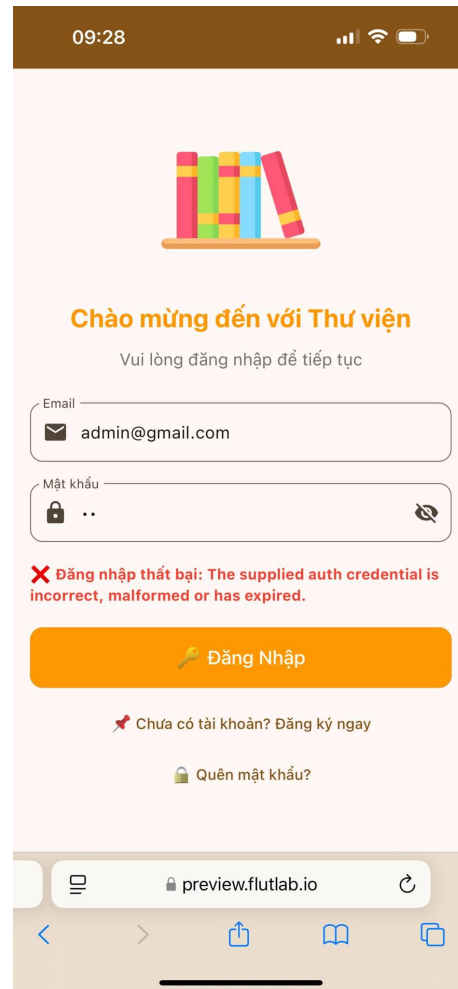 09:28
Chào mừng đến với Thư viện
Vui lòng đăng nhập để tiếp tục
Email
admin@gmail.com
Mật khẩu
••
❌ Đăng nhập thất bại: The supplied auth credential is
incorrect, malformed or has expired.
🔑 Đăng Nhập
📌 Chưa có tài khoản? Đăng ký ngay
🔒 Quên mật khẩu?
preview.flutlab.io